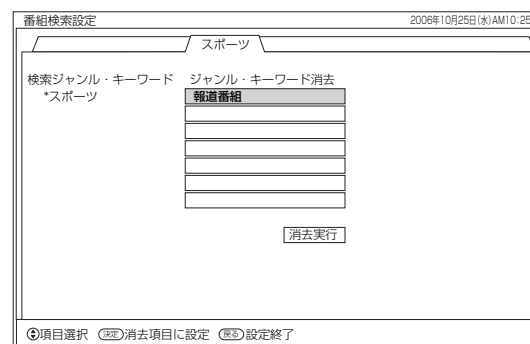 番組検索設定 2006年10月25日(水)AM10:25
スポーツ
検索ジャンル・キーワード ジャンル・キーワード消去
*スポーツ 報道番組
消去実行
項目選択 決定 消去項目に設定 戻る 設定終了